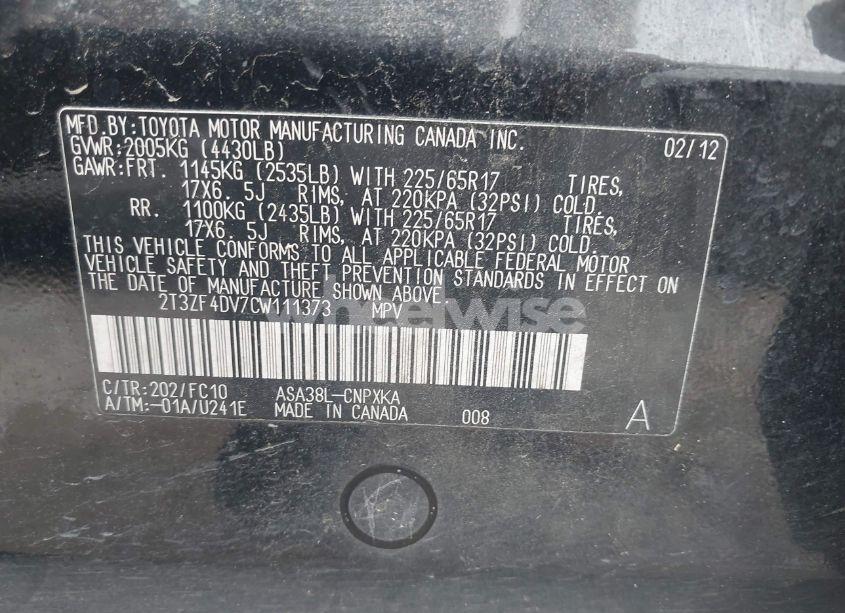 MFD.BY:TOYOTA MOTOR MANUFACTURING CANADA INC. 02/12
GVWR:2005KG (4430LB)
GAWR:FRT. 1145KG (2535LB) WITH 225/65R17 TIRES,
17X6. 5J RIMS, AT 220KPA (32PSI) COLD.
RR. 1100KG (2435LB) WITH 225/65R17 TIRES,
17X6. 5J RIMS, AT 220KPA (32PSI) COLD.
THIS VEHICLE CONFORMS TO ALL APPLICABLE FEDERAL MOTOR
VEHICLE SAFETY AND THEFT PREVENTION STANDARDS IN EFFECT ON
THE DATE OF MANUFACTURE SHOWN ABOVE.
2T3ZF4DV7CW111373 MPV
wheelwise
C/TR:202/FC10 ASA38L-CNPXKA
A/TM:-01A/U241E MADE IN CANADA 008 A